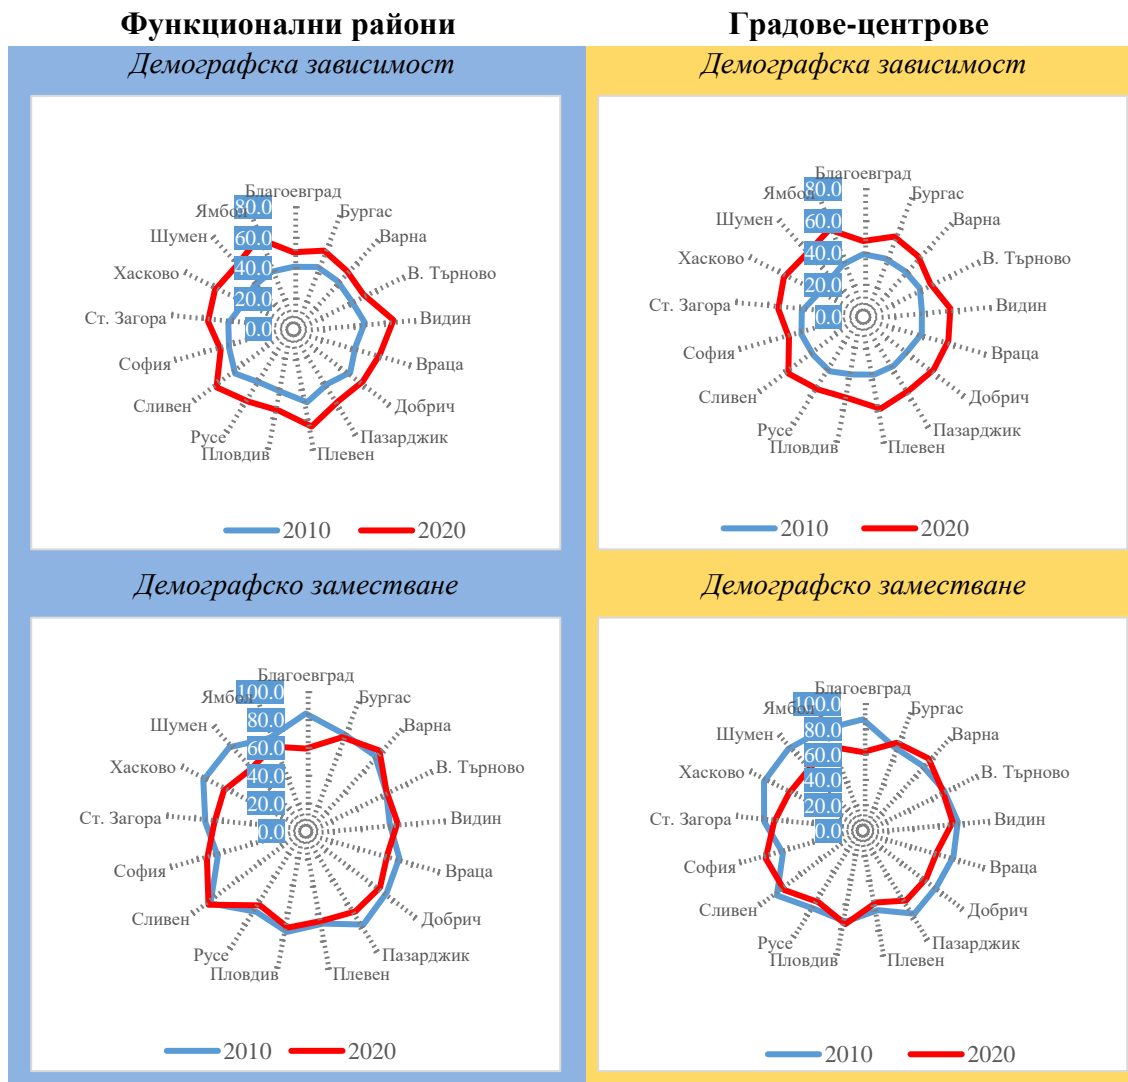 Функционални райони
Градове-центрове
Демографска зависимост
Демографска зависимост
Благоевград
Бургас
Варна
В. Търново
Видин
Враца
Добрич
Пазарджик
Плевен
Пловдив
Русе
Сливен
София
Ст. Загора
Хасково
Шумен
Ямбол
80.0
60.0
40.0
20.0
0.0
2010
2020
Благоевград
Бургас
Варна
В. Търново
Видин
Враца
Добрич
Пазарджик
Плевен
Пловдив
Русе
Сливен
София
Ст. Загора
Хасково
Шумен
Ямбол
80.0
60.0
40.0
20.0
0.0
2010
2020
Демографско заместване
Демографско заместване
Благоевград
Бургас
Варна
В. Търново
Видин
Враца
Добрич
Пазарджик
Плевен
Пловдив
Русе
Сливен
София
Ст. Загора
Хасково
Шумен
Ямбол
100.0
80.0
60.0
40.0
20.0
0.0
2010
2020
Благоевград
Бургас
Варна
В. Търново
Видин
Враца
Добрич
Пазарджик
Плевен
Пловдив
Русе
Сливен
София
Ст. Загора
Хасково
Шумен
Ямбол
100.0
80.0
60.0
40.0
20.0
0.0
2010
2020